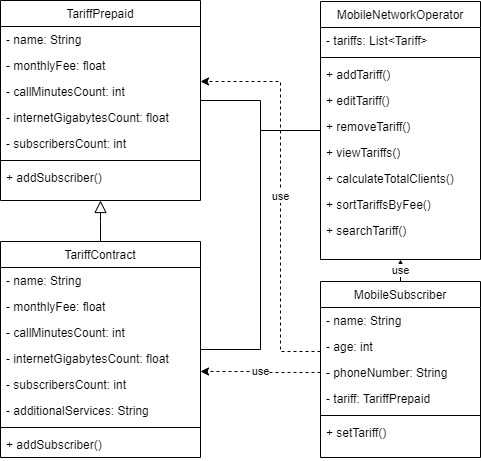 TariffPrepaid
- name: String
- monthlyFee: float
- callMinutesCount: int
- internetGigabytesCount: float
- subscribersCount: int
+ addSubscriber()
MobileNetworkOperator
- tariffs: List<Tariff>
+ addTariff()
+ editTariff()
+ removeTariff()
+ viewTariffs()
+ calculateTotalClients()
+ sortTariffsByFee()
+ searchTariff()
use
use
TariffContract
- name: String
- monthlyFee: float
- callMinutesCount: int
- internetGigabytesCount: float
- subscribersCount: int
- additionalServices: String
+ addSubscriber()
use
MobileSubscriber
- name: String
- age: int
- phoneNumber: String
- tariff: TariffPrepaid
+ setTariff()